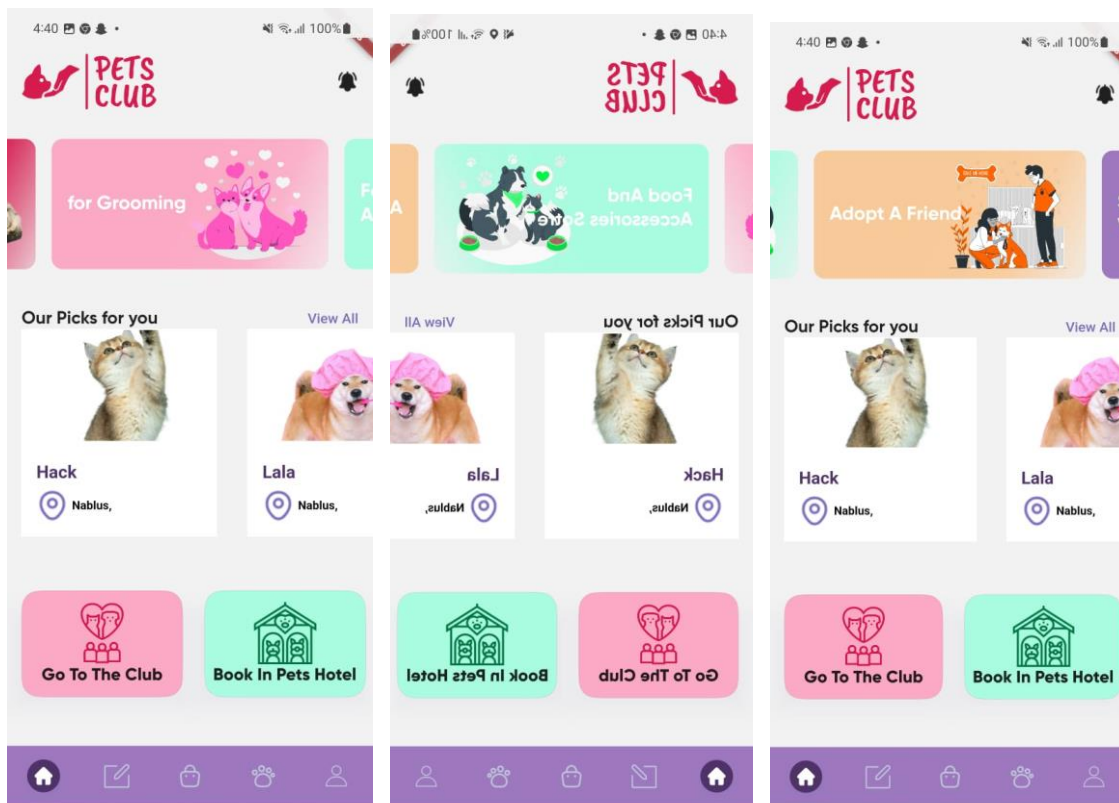 4:40
100%
PETS
CLUB
for Grooming
F
A
Our Picks for you
View All
Hack
Lala
Nablus,
Nablus,
Go To The Club
Book In Pets Hotel
4:40
100%
PETS
CLUB
Food And
Accessories Sotre
A
Our Picks for you
View All
Hack
Lala
Nablus,
Nablus,
Go To The Club
Book In Pets Hotel
4:40
100%
PETS
CLUB
Adopt A Friend
Our Picks for you
View All
Hack
Lala
Nablus,
Nablus,
Go To The Club
Book In Pets Hotel